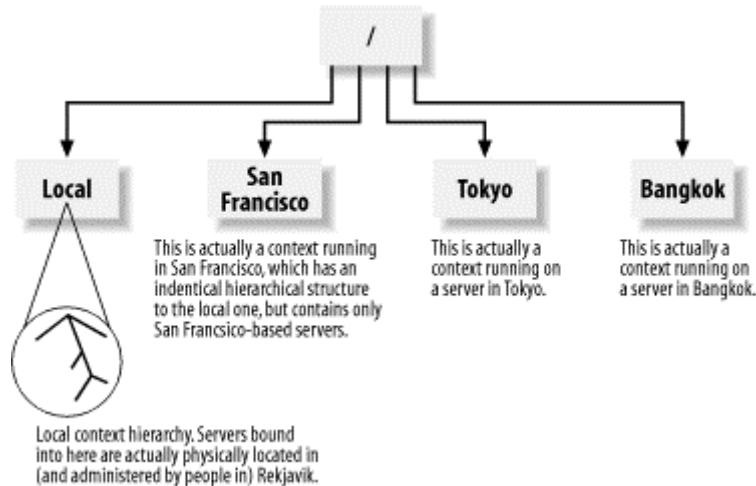 /
Local
San
Francisco
Tokyo
Bangkok
This is actually a context running
in San Francisco, which has an
indentical hierarchical structure
to the local one, but contains only
San Francsico-based servers.
This is actually a
context running on
a server in Tokyo.
This is actually a
context running on
a server in Bangkok.
Local context hierarchy. Servers bound
into here are actually physically located in
(and administered by people in) Rekjavik.